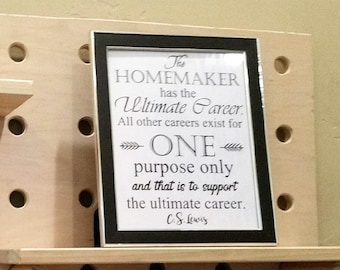 The
HOMEMAKER
has the
Ultimate Career.
All other careers exist for
ONE
purpose only
and that is to support
the ultimate career.
C.S. Lewis